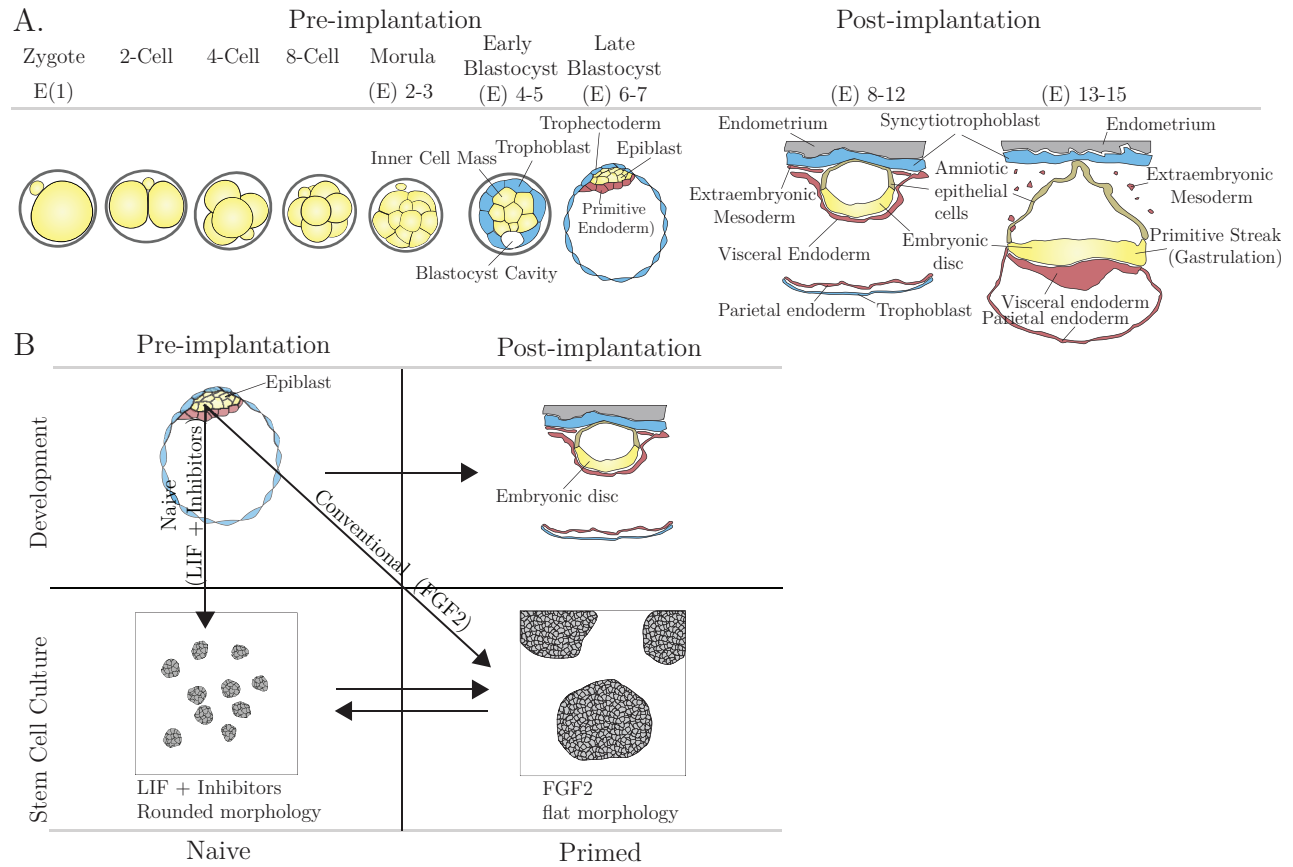 A.
Pre-implantation
Post-implantation
Zygote
E(1)
2-Cell
4-Cell
8-Cell
Morula
(E) 2-3
Early
Blastocyst
(E) 4-5
Late
Blastocyst
(E) 6-7
(E) 8-12
(E) 13-15
Inner Cell Mass
Trophectoderm
Trophoblast
Epiblast
Primitive
Endoderm)
Blastocyst Cavity
Endometrium
Syncytiotrophoblast
Endometrium
Extraembryonic
Mesoderm
Amniotic
epithelial
cells
Extraembryonic
Mesoderm
Visceral Endoderm
Embryonic
disc
Primitive Streak
(Gastrulation)
Parietal endoderm
Trophoblast
Visceral endoderm
Parietal endoderm
B
Pre-implantation
Post-implantation
Development
Epiblast
Naive
(LIF + Inhibitors)
Conventional (FGF2)
Embryonic disc
Stem Cell Culture
LIF + Inhibitors
Rounded morphology
FGF2
flat morphology
Naive
Primed